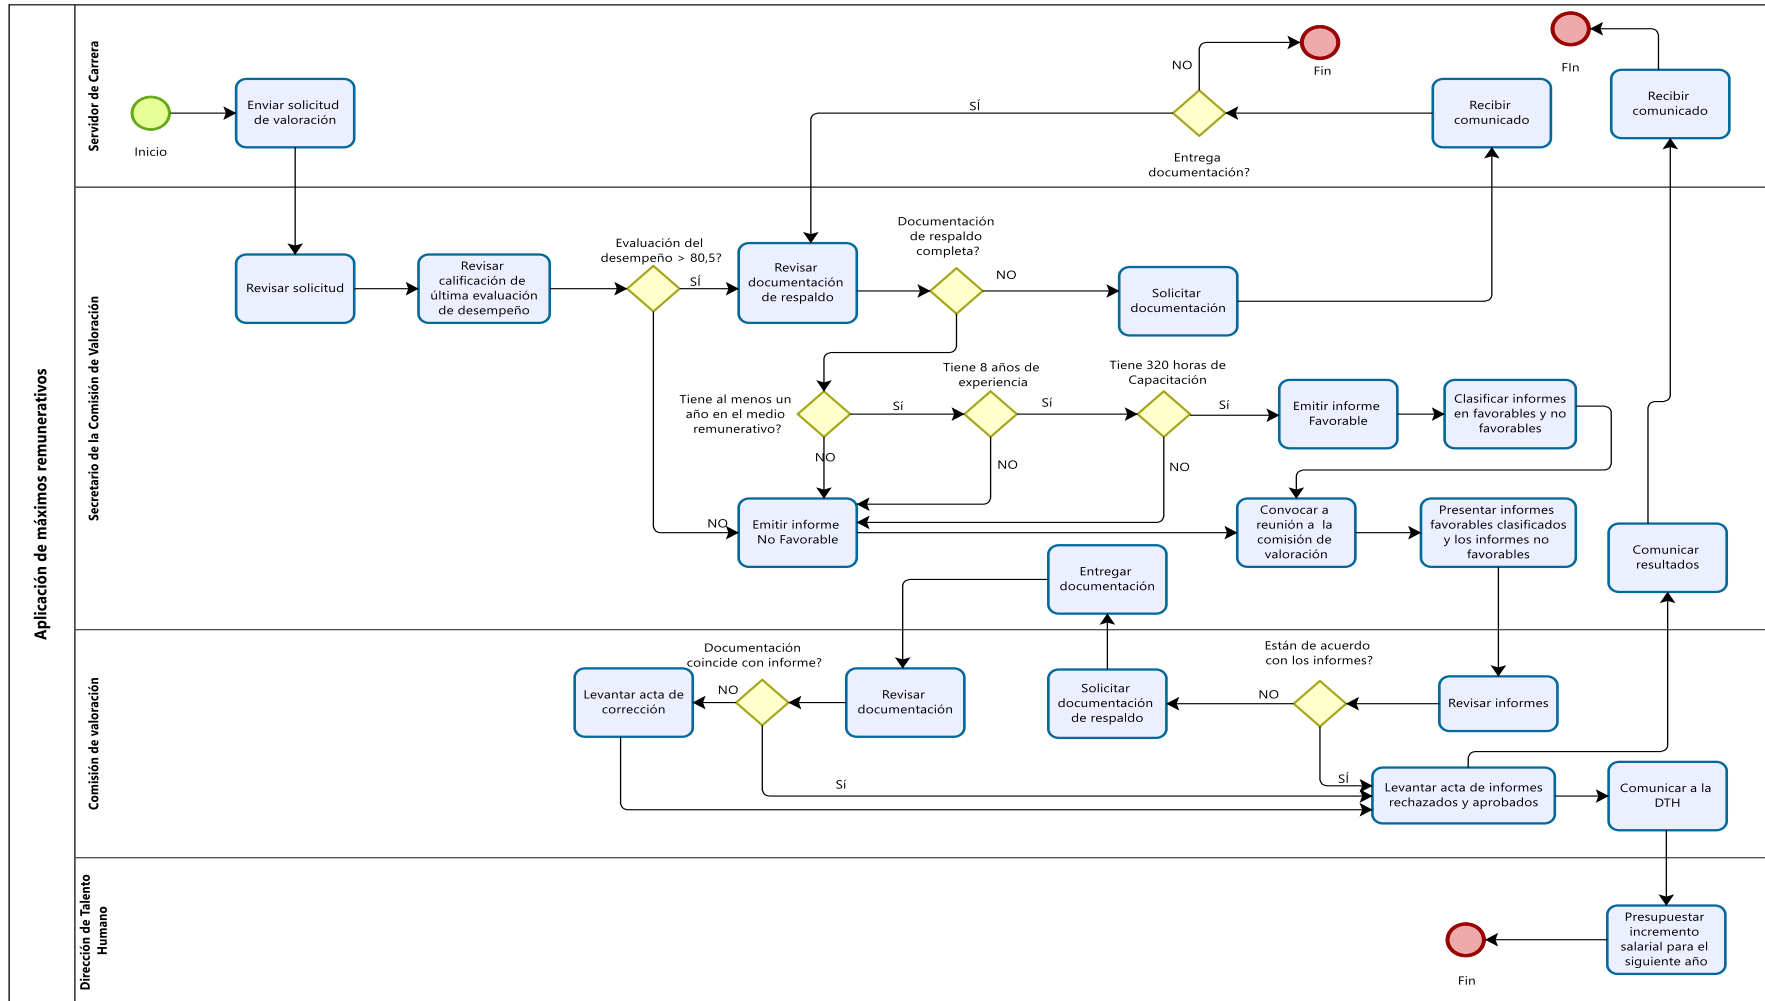 Aplicación de máximos remunerativos
Servidor de Carrera
Inicio
Enviar solicitud
de valoración
SÍ
NO
Entrega
documentación?
Fin
Recibir
comunicado
FIn
Recibir
comunicado
Secretario de la Comisión de Valoración
Revisar solicitud
Revisar
calificación de
última evaluación
de desempeño
Evaluación del
desempeño > 80,5?
SÍ
NO
Revisar
documentación
de respaldo
Documentación
de respaldo
completa?
NO
Solicitar
documentación
Tiene al menos un
año en el medio
remunerativo?
Sí
NO
Tiene 8 años de
experiencia
Sí
NO
Tiene 320 horas de
Capacitación
Sí
NO
Emitir informe
Favorable
Clasificar informes
en favorables y no
favorables
Emitir informe
No Favorable
Convocar a
reunión a  la
comisión de
valoración
Presentar informes
favorables clasificados
y los informes no
favorables
Entregar
documentación
Comunicar
resultados
Comisión de valoración
Levantar acta de
corrección
NO
Documentación
coincide con informe?
Sí
Revisar
documentación
Solicitar
documentación
de respaldo
NO
Están de acuerdo
con los informes?
SÍ
Revisar informes
Levantar acta de informes
rechazados y aprobados
Comunicar a la
DTH
Dirección de Talento
Humano
Fin
Presupuestar
incremento
salarial para el
siguiente año